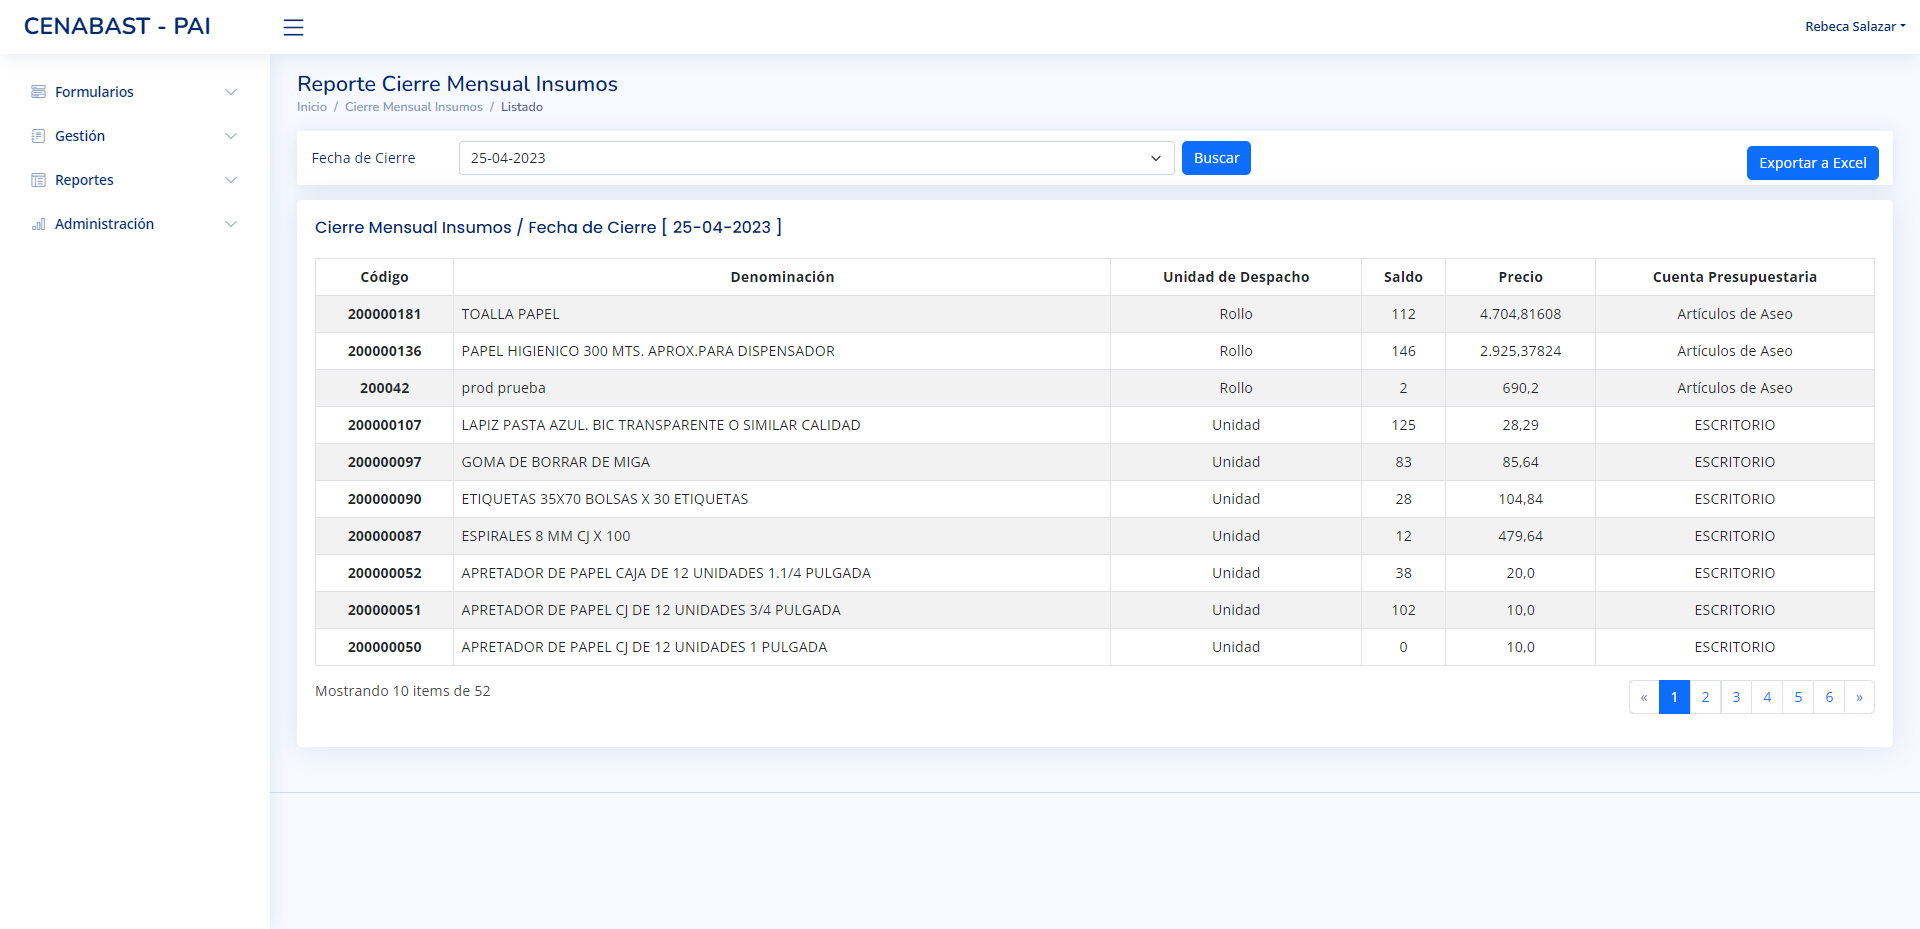 CENABAST - PAI
Rebeca Salazar
Formularios
Gestión
Reportes
Administración
Reporte Cierre Mensual Insumos
Inicio / Cierre Mensual Insumos / Listado
Fecha de Cierre 25-04-2023 Buscar Exportar a Excel
Cierre Mensual Insumos / Fecha de Cierre [ 25-04-2023 ]
Código Denominación Unidad de Despacho Saldo Precio Cuenta Presupuestaria
200000181 TOALLA PAPEL Rollo 112 4.704,81608 Artículos de Aseo
200000136 PAPEL HIGIENICO 300 MTS. APROX.PARA DISPENSADOR Rollo 146 2.925,37824 Artículos de Aseo
200042 prod prueba Rollo 2 690,2 Artículos de Aseo
200000107 LAPIZ PASTA AZUL. BIC TRANSPARENTE O SIMILAR CALIDAD Unidad 125 28,29 ESCRITORIO
200000097 GOMA DE BORRAR DE MIGA Unidad 83 85,64 ESCRITORIO
200000090 ETIQUETAS 35X70 BOLSAS X 30 ETIQUETAS Unidad 28 104,84 ESCRITORIO
200000087 ESPIRALES 8 MM CJ X 100 Unidad 12 479,64 ESCRITORIO
200000052 APRETADOR DE PAPEL CAJA DE 12 UNIDADES 1.1/4 PULGADA Unidad 38 20,0 ESCRITORIO
200000051 APRETADOR DE PAPEL CJ DE 12 UNIDADES 3/4 PULGADA Unidad 102 10,0 ESCRITORIO
200000050 APRETADOR DE PAPEL CJ DE 12 UNIDADES 1 PULGADA Unidad 0 10,0 ESCRITORIO
Mostrando 10 items de 52
« 1 2 3 4 5 6 »